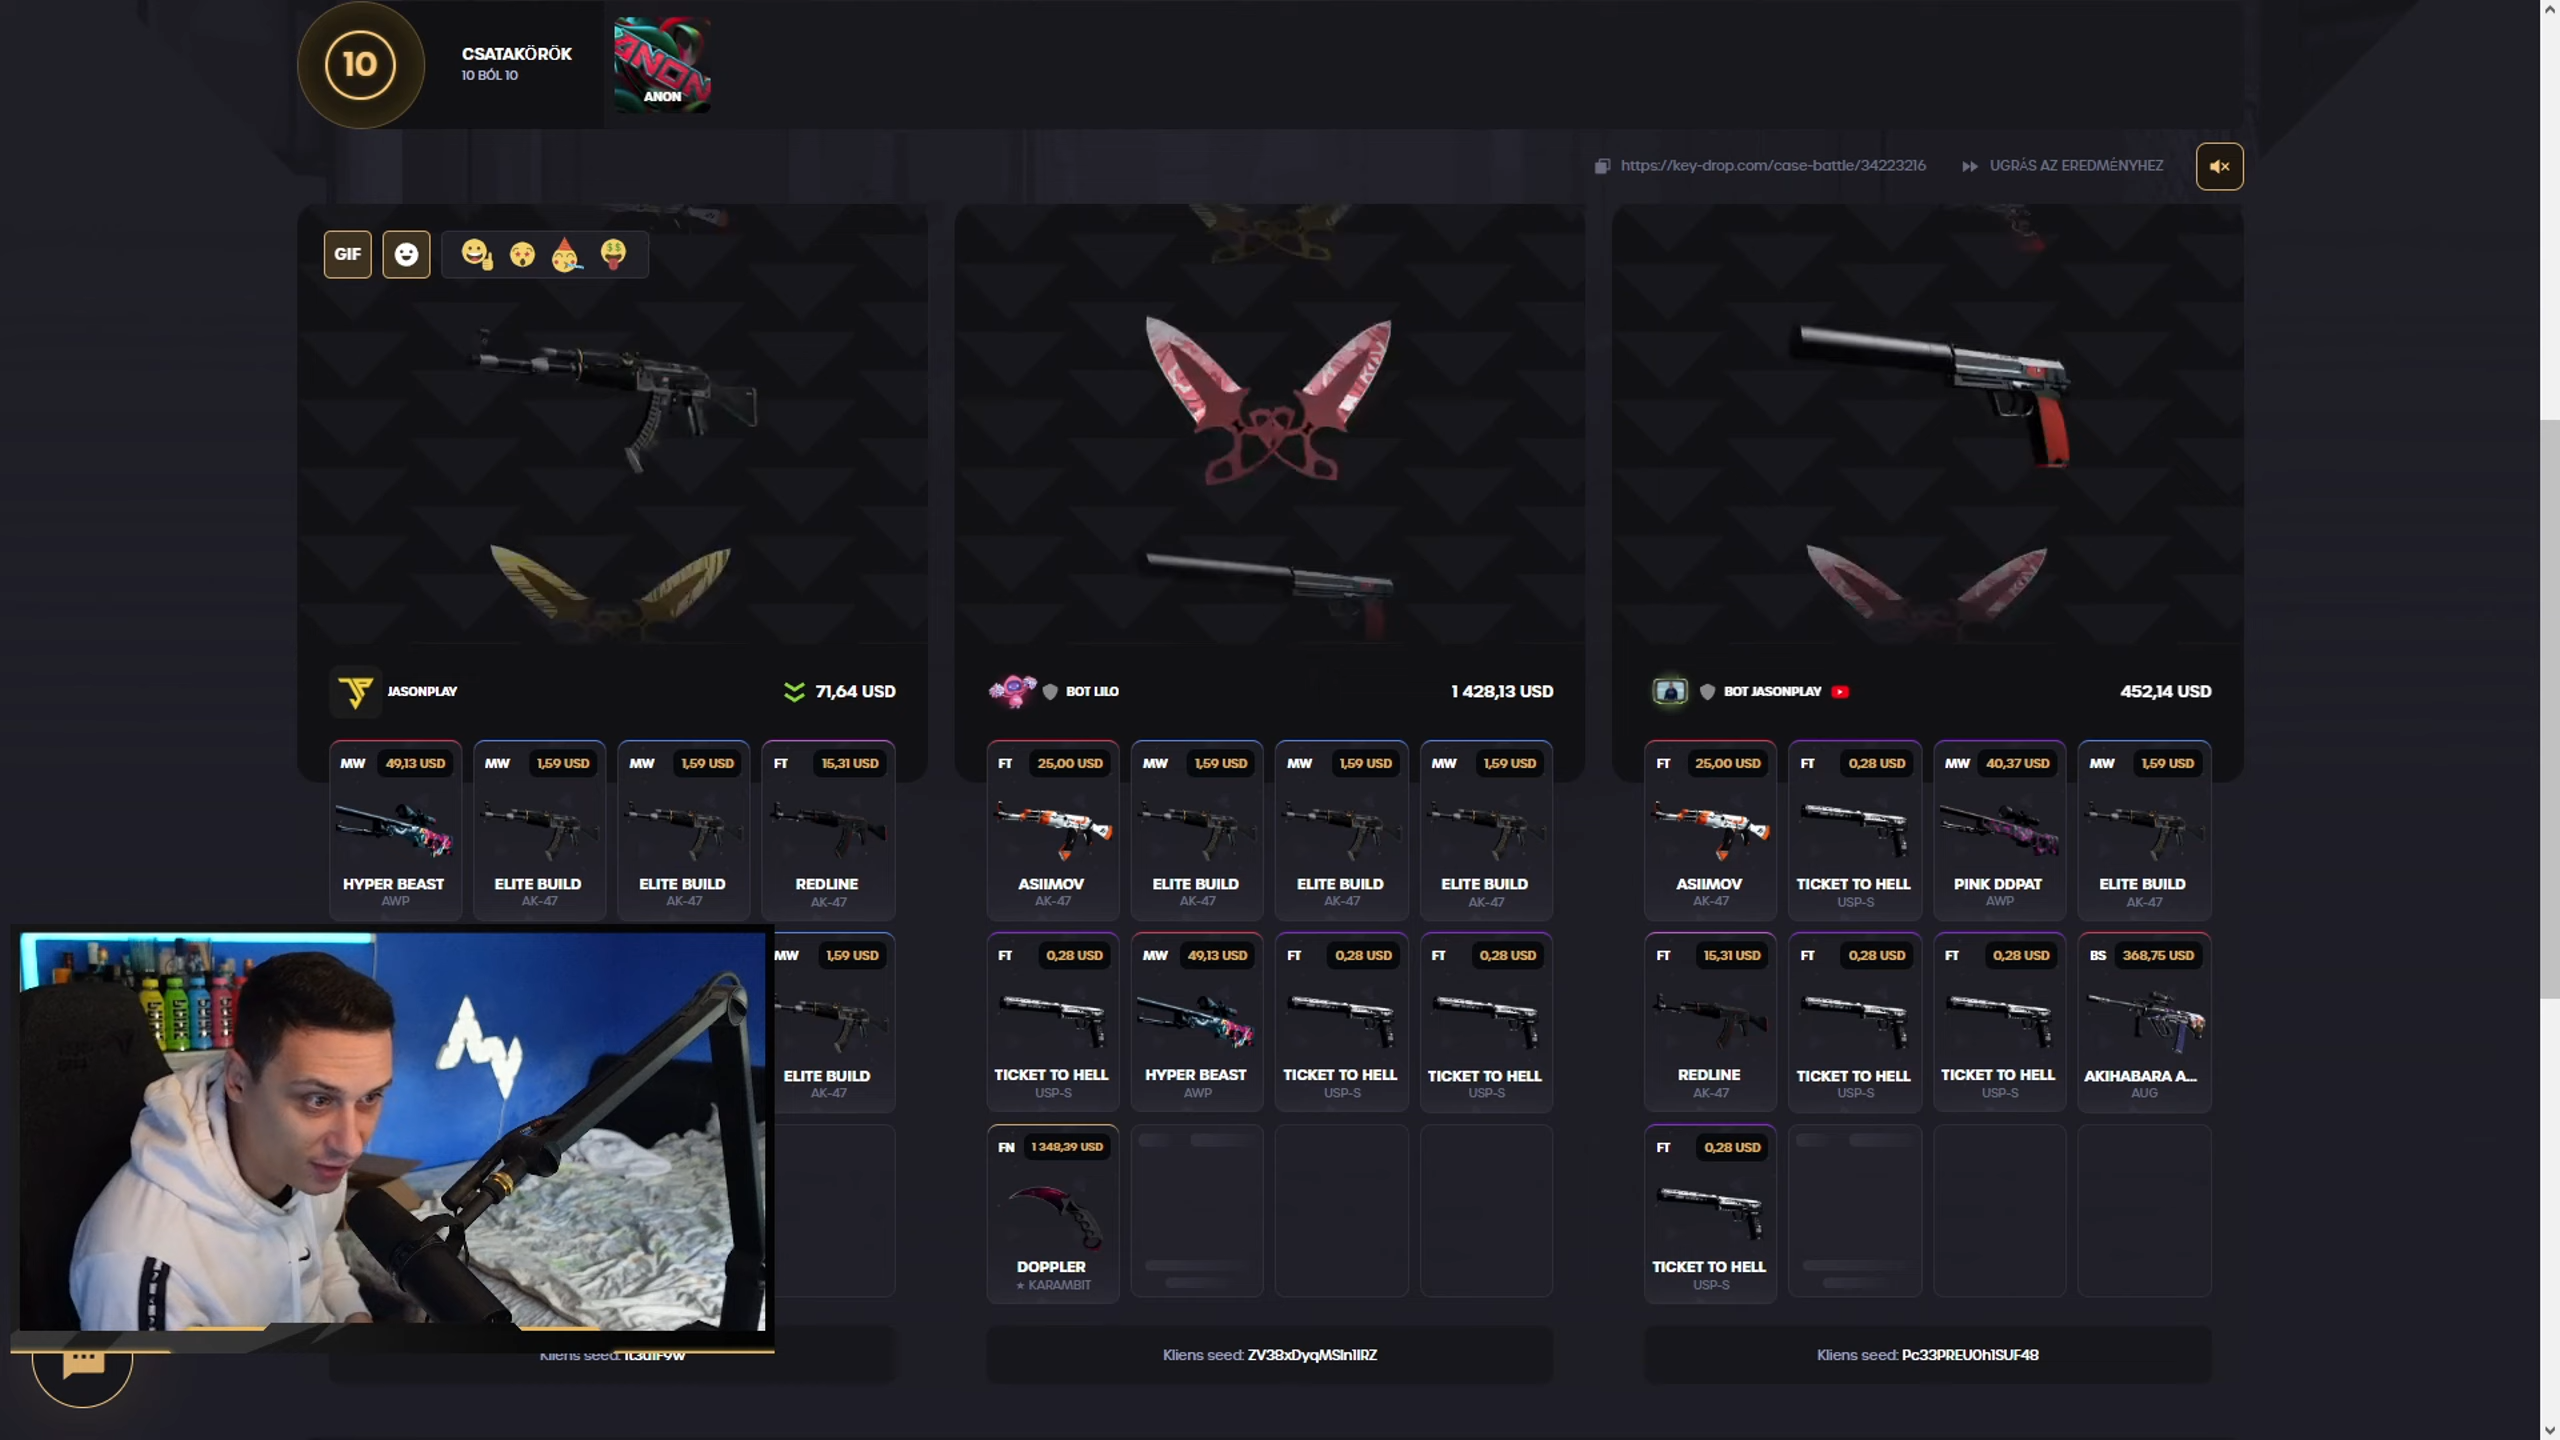 10
CSATAKÖRÖK
10 BÓL 10
ANON
ANON
https://key-drop.com/case-battle/34223216
UGRÁS AZ EREDMÉNYHEZ
GIF
JASONPLAY
71,64 USD
MW 49,13 USD
HYPER BEAST
AWP
MW 1,59 USD
ELITE BUILD
AK-47
MW 1,59 USD
ELITE BUILD
AK-47
FT 15,31 USD
REDLINE
AK-47
MW 1,59 USD
ELITE BUILD
AK-47
BOT LILO
1 428,13 USD
FT 25,00 USD
ASIIMOV
AK-47
MW 1,59 USD
ELITE BUILD
AK-47
MW 1,59 USD
ELITE BUILD
AK-47
MW 1,59 USD
ELITE BUILD
AK-47
FT 0,28 USD
TICKET TO HELL
USP-S
MW 49,13 USD
HYPER BEAST
AWP
FT 0,28 USD
TICKET TO HELL
USP-S
FT 0,28 USD
TICKET TO HELL
USP-S
FN 1 348,39 USD
DOPPLER
★ KARAMBIT
Kliens seed: ZV38xDyqMSln1IRZ
BOT JASONPLAY
452,14 USD
FT 25,00 USD
ASIIMOV
AK-47
FT 0,28 USD
TICKET TO HELL
USP-S
MW 40,37 USD
PINK DDPAT
AWP
MW 1,59 USD
ELITE BUILD
AK-47
FT 15,31 USD
REDLINE
AK-47
FT 0,28 USD
TICKET TO HELL
USP-S
FT 0,28 USD
TICKET TO HELL
USP-S
BS 368,75 USD
AKIHABARA A...
AUG
FT 0,28 USD
TICKET TO HELL
USP-S
Kliens seed: Pc33PREU0h1SUF48
Kliens seed: